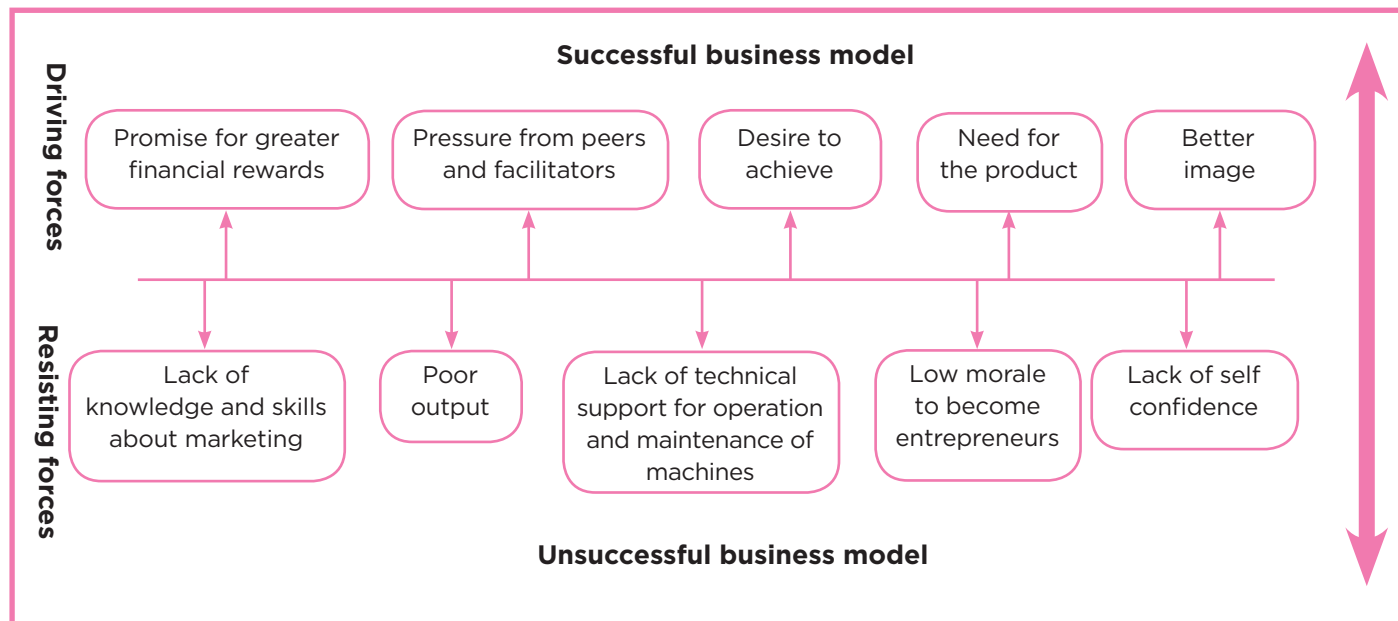 Successful business model
Driving forces
Promise for greater
financial rewards
Pressure from peers
and facilitators
Desire to
achieve
Need for
the product
Better
image
Resisting forces
Lack of
knowledge and skills
about marketing
Poor
output
Lack of technical
support for operation
and maintenance of
machines
Low morale
to become
entrepreneurs
Lack of self
confidence
Unsuccessful business model